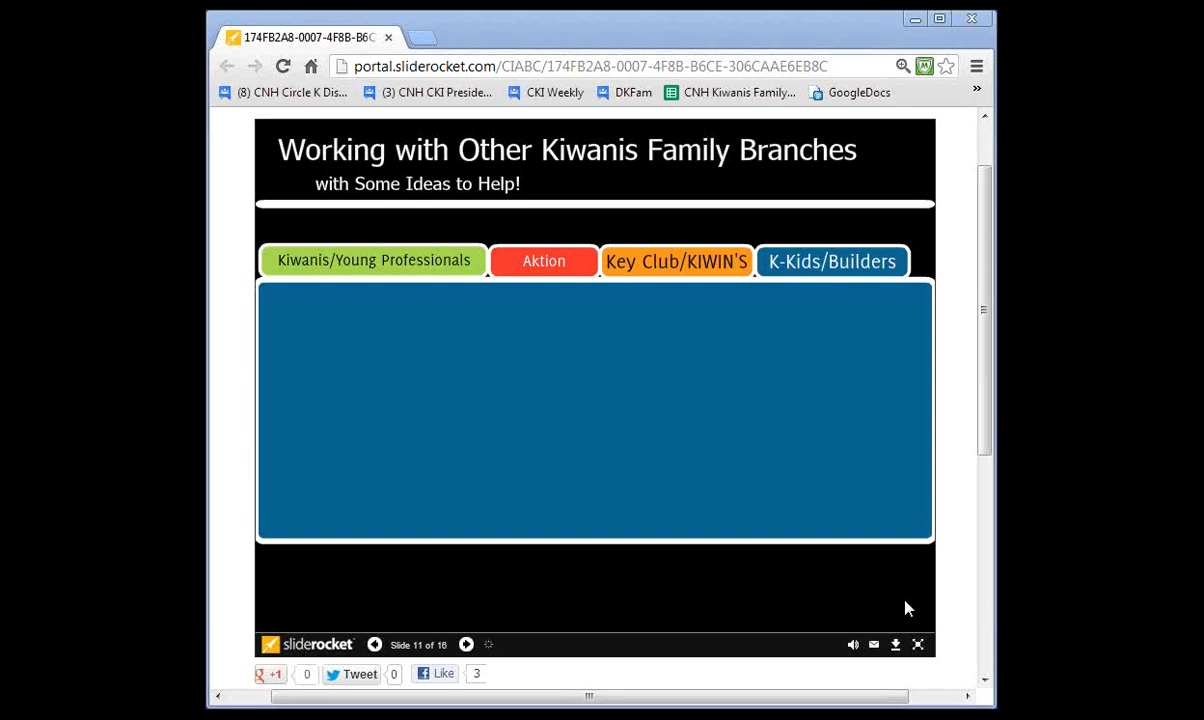 174FB2A8-0007-4F8B-B6C
portal.sliderocket.com/CIABC/174FB2A8-0007-4F8B-B6CE-306CAAE6EB8C
(8) CNH Circle K Dis... (3) CNH CKI Preside... CKI Weekly DKFam CNH Kiwanis Family... GoogleDocs »
Working with Other Kiwanis Family Branches
with Some Ideas to Help!
Kiwanis/Young Professionals Aktion Key Club/KIWIN'S K-Kids/Builders
sliderocket Slide 11 of 16
g +1 0 Tweet 0 Like 3